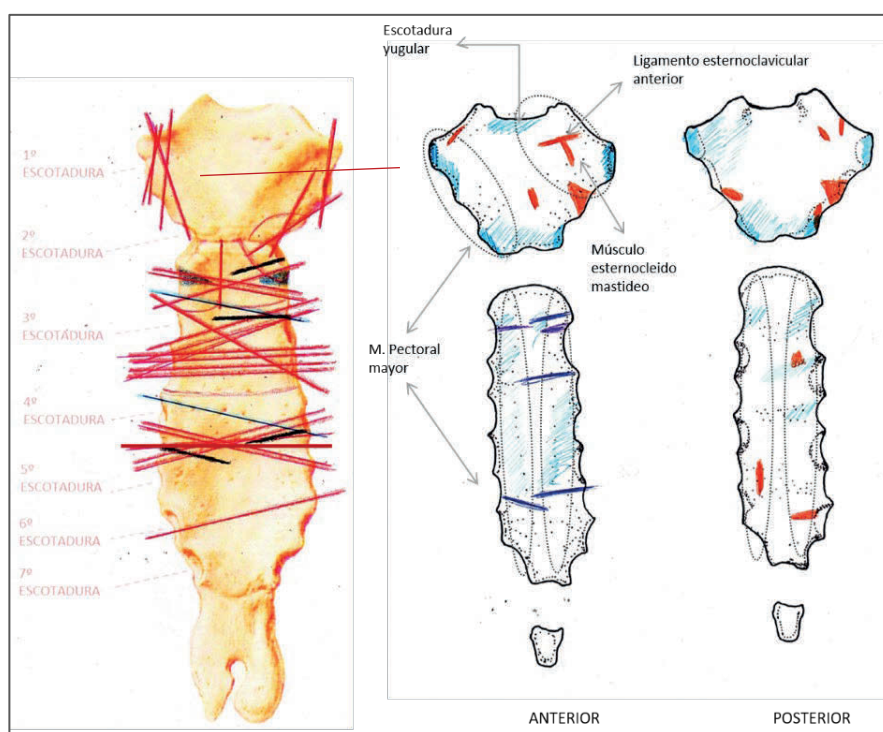 1º
ESCOTADURA
2º
ESCOTADURA
3º
ESCOTADURA
4º
ESCOTADURA
5º
ESCOTADURA
6º
ESCOTADURA
7º
ESCOTADURA
Escotadura
yugular
Ligamento esternoclavicular
anterior
Músculo
esternocleido
mastideo
M. Pectoral
mayor
ANTERIOR
POSTERIOR